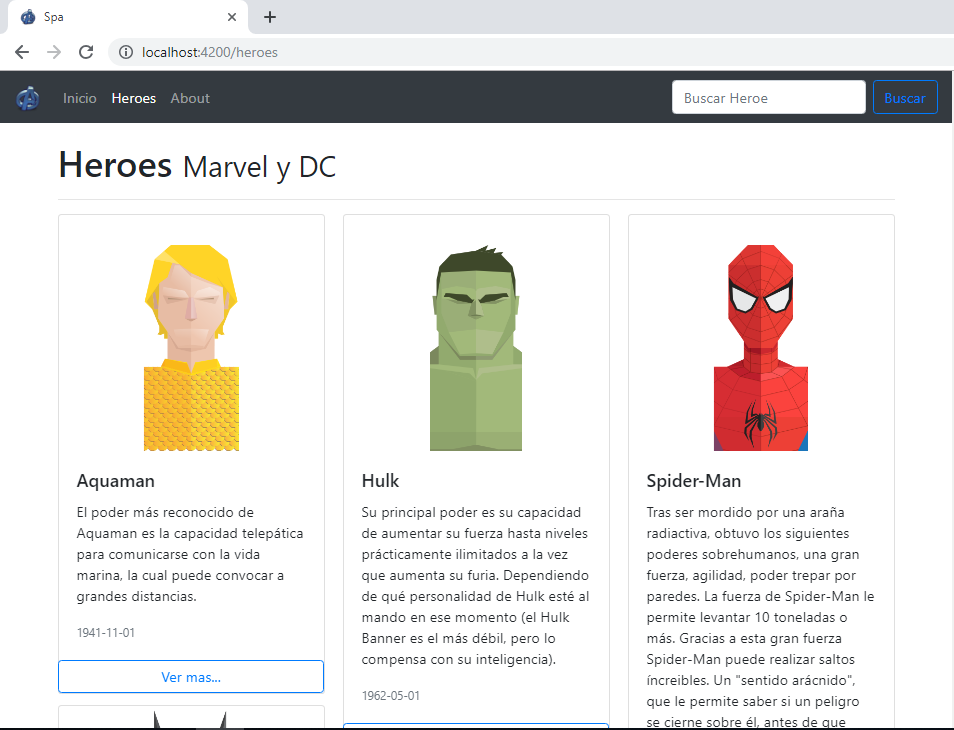 Spa
localhost:4200/heroes
Inicio Heroes About Buscar Heroe Buscar
Heroes Marvel y DC
Aquaman
El poder más reconocido de
Aquaman es la capacidad telepática
para comunicarse con la vida
marina, la cual puede convocar a
grandes distancias.
1941-11-01
Ver mas...
Hulk
Su principal poder es su capacidad
de aumentar su fuerza hasta niveles
prácticamente ilimitados a la vez
que aumenta su furia. Dependiendo
de qué personalidad de Hulk esté al
mando en ese momento (el Hulk
Banner es el más débil, pero lo
compensa con su inteligencia).
1962-05-01
Spider-Man
Tras ser mordido por una araña
radiactiva, obtuvo los siguientes
poderes sobrehumanos, una gran
fuerza, agilidad, poder trepar por
paredes. La fuerza de Spider-Man le
permite levantar 10 toneladas o
más. Gracias a esta gran fuerza
Spider-Man puede realizar saltos
íncreibles. Un "sentido arácnido",
que le permite saber si un peligro
se cierne sobre él, antes de que